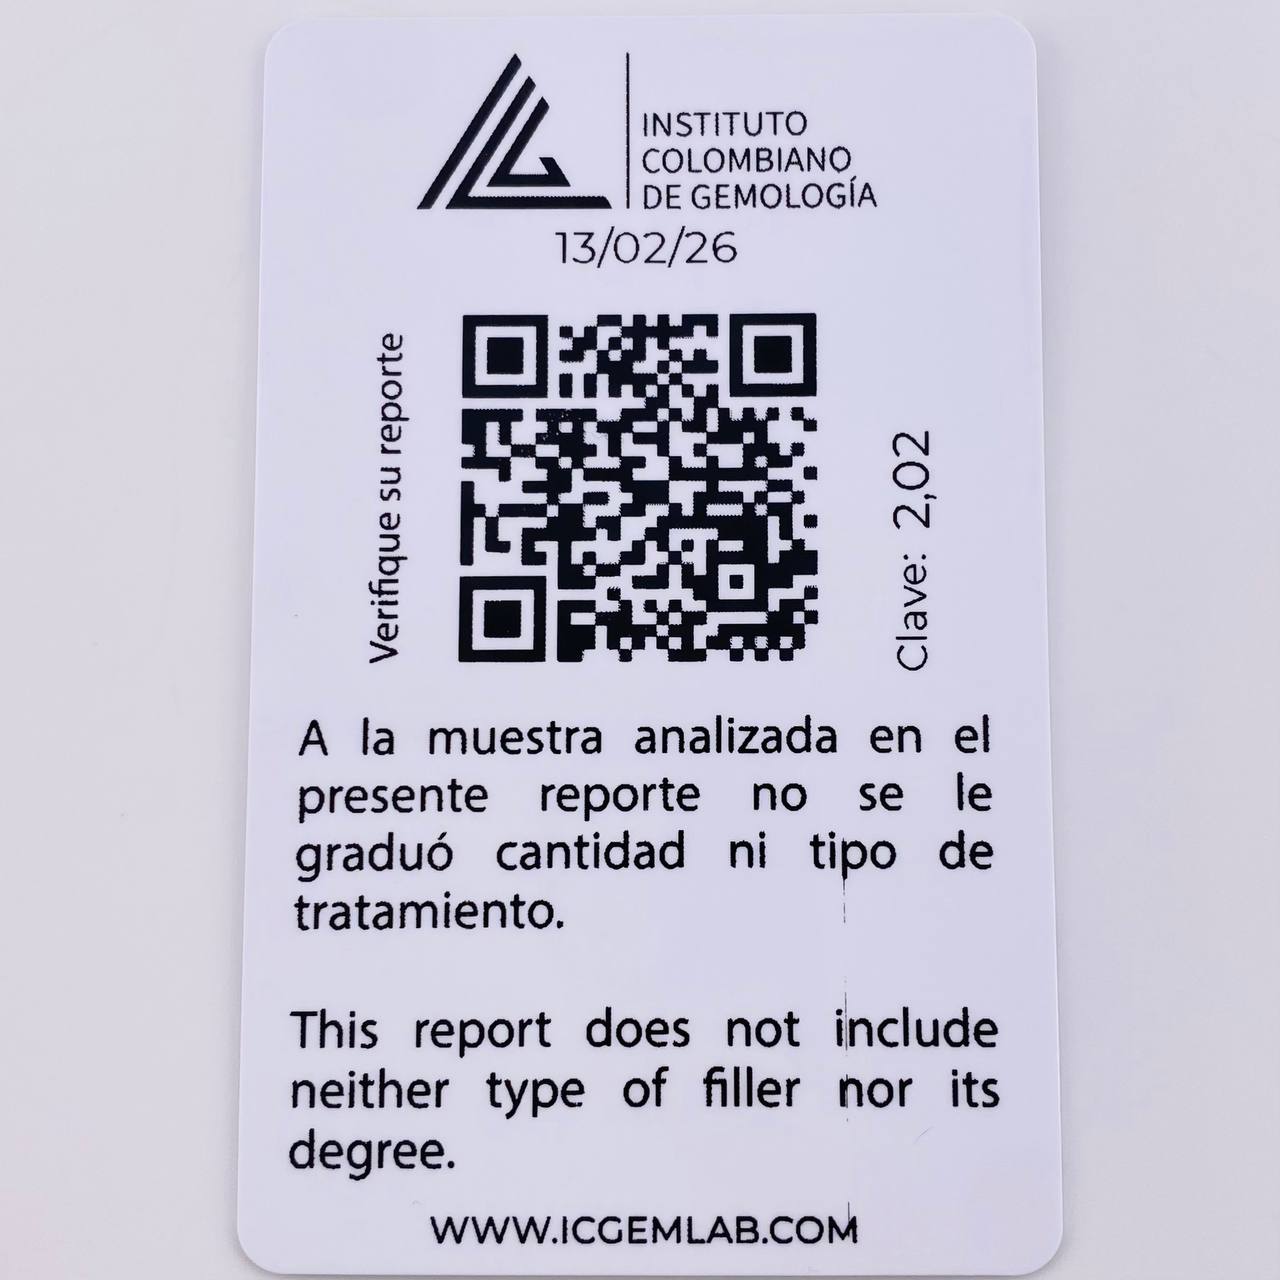 INSTITUTO
COLOMBIANO
DE GEMOLOGÍA
13/02/26
Verifique su reporte
Clave: 2,02
A la muestra analizada en el
presente reporte no se le
graduó cantidad ni tipo de
tratamiento.
This report does not include
neither type of filler nor its
degree.
WWW.ICGEMLAB.COM